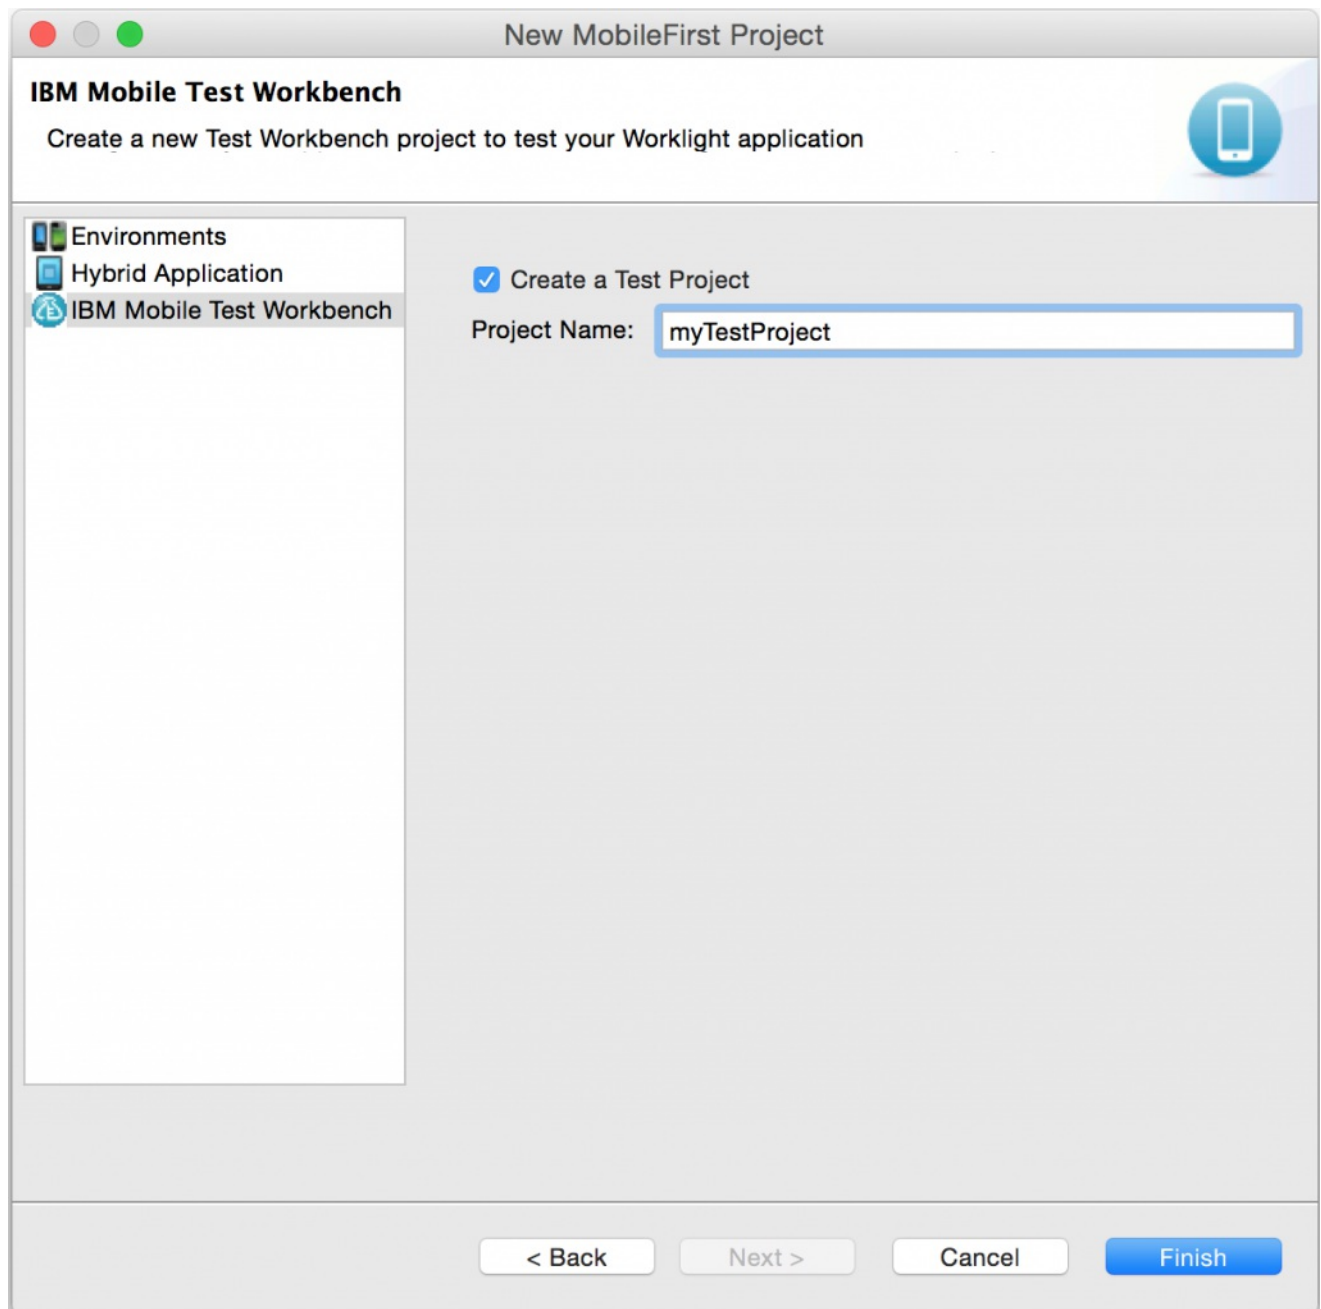 New MobileFirst Project
IBM Mobile Test Workbench
Create a new Test Workbench project to test your Worklight application
Environments
Hybrid Application
IBM Mobile Test Workbench
Create a Test Project
Project Name: myTestProject
< Back Next > Cancel Finish